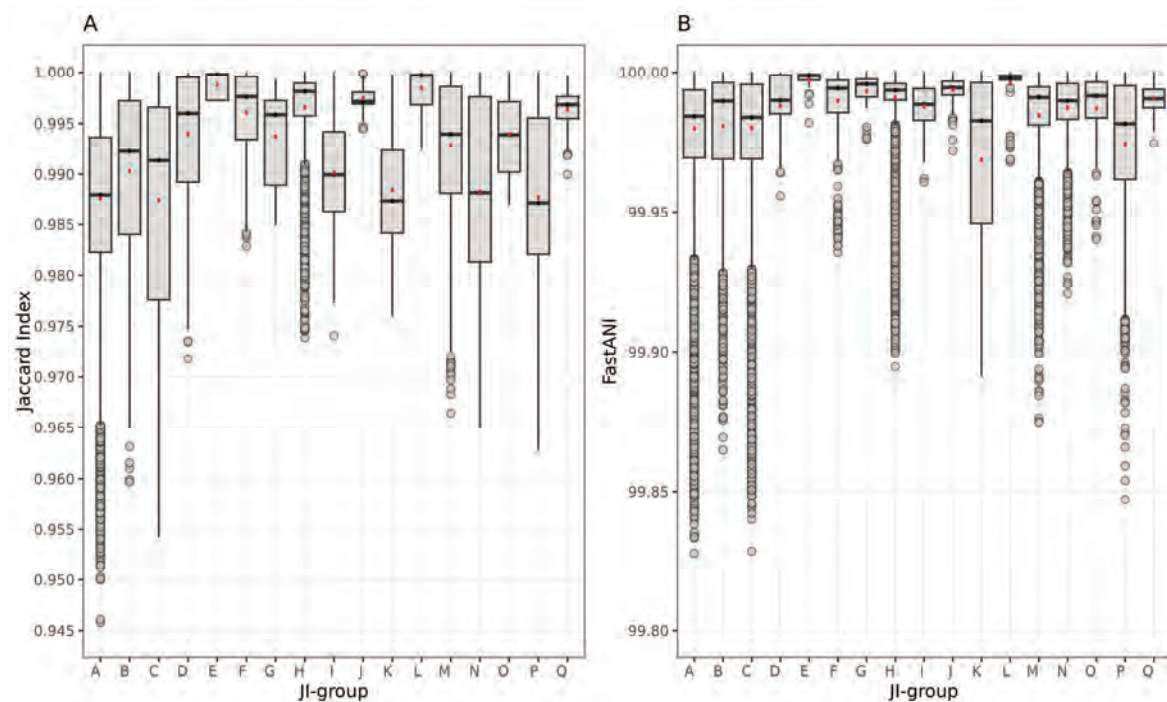 A
Jaccard Index
1.000
0.995
0.990
0.985
0.980
0.975
0.970
0.965
0.960
0.955
0.950
0.945
A B C D E F G H I J K L M N O P Q
JI-group
B
FastANI
100.00
99.95
99.90
99.85
99.80
A B C D E F G H I J K L M N O P Q
JI-group